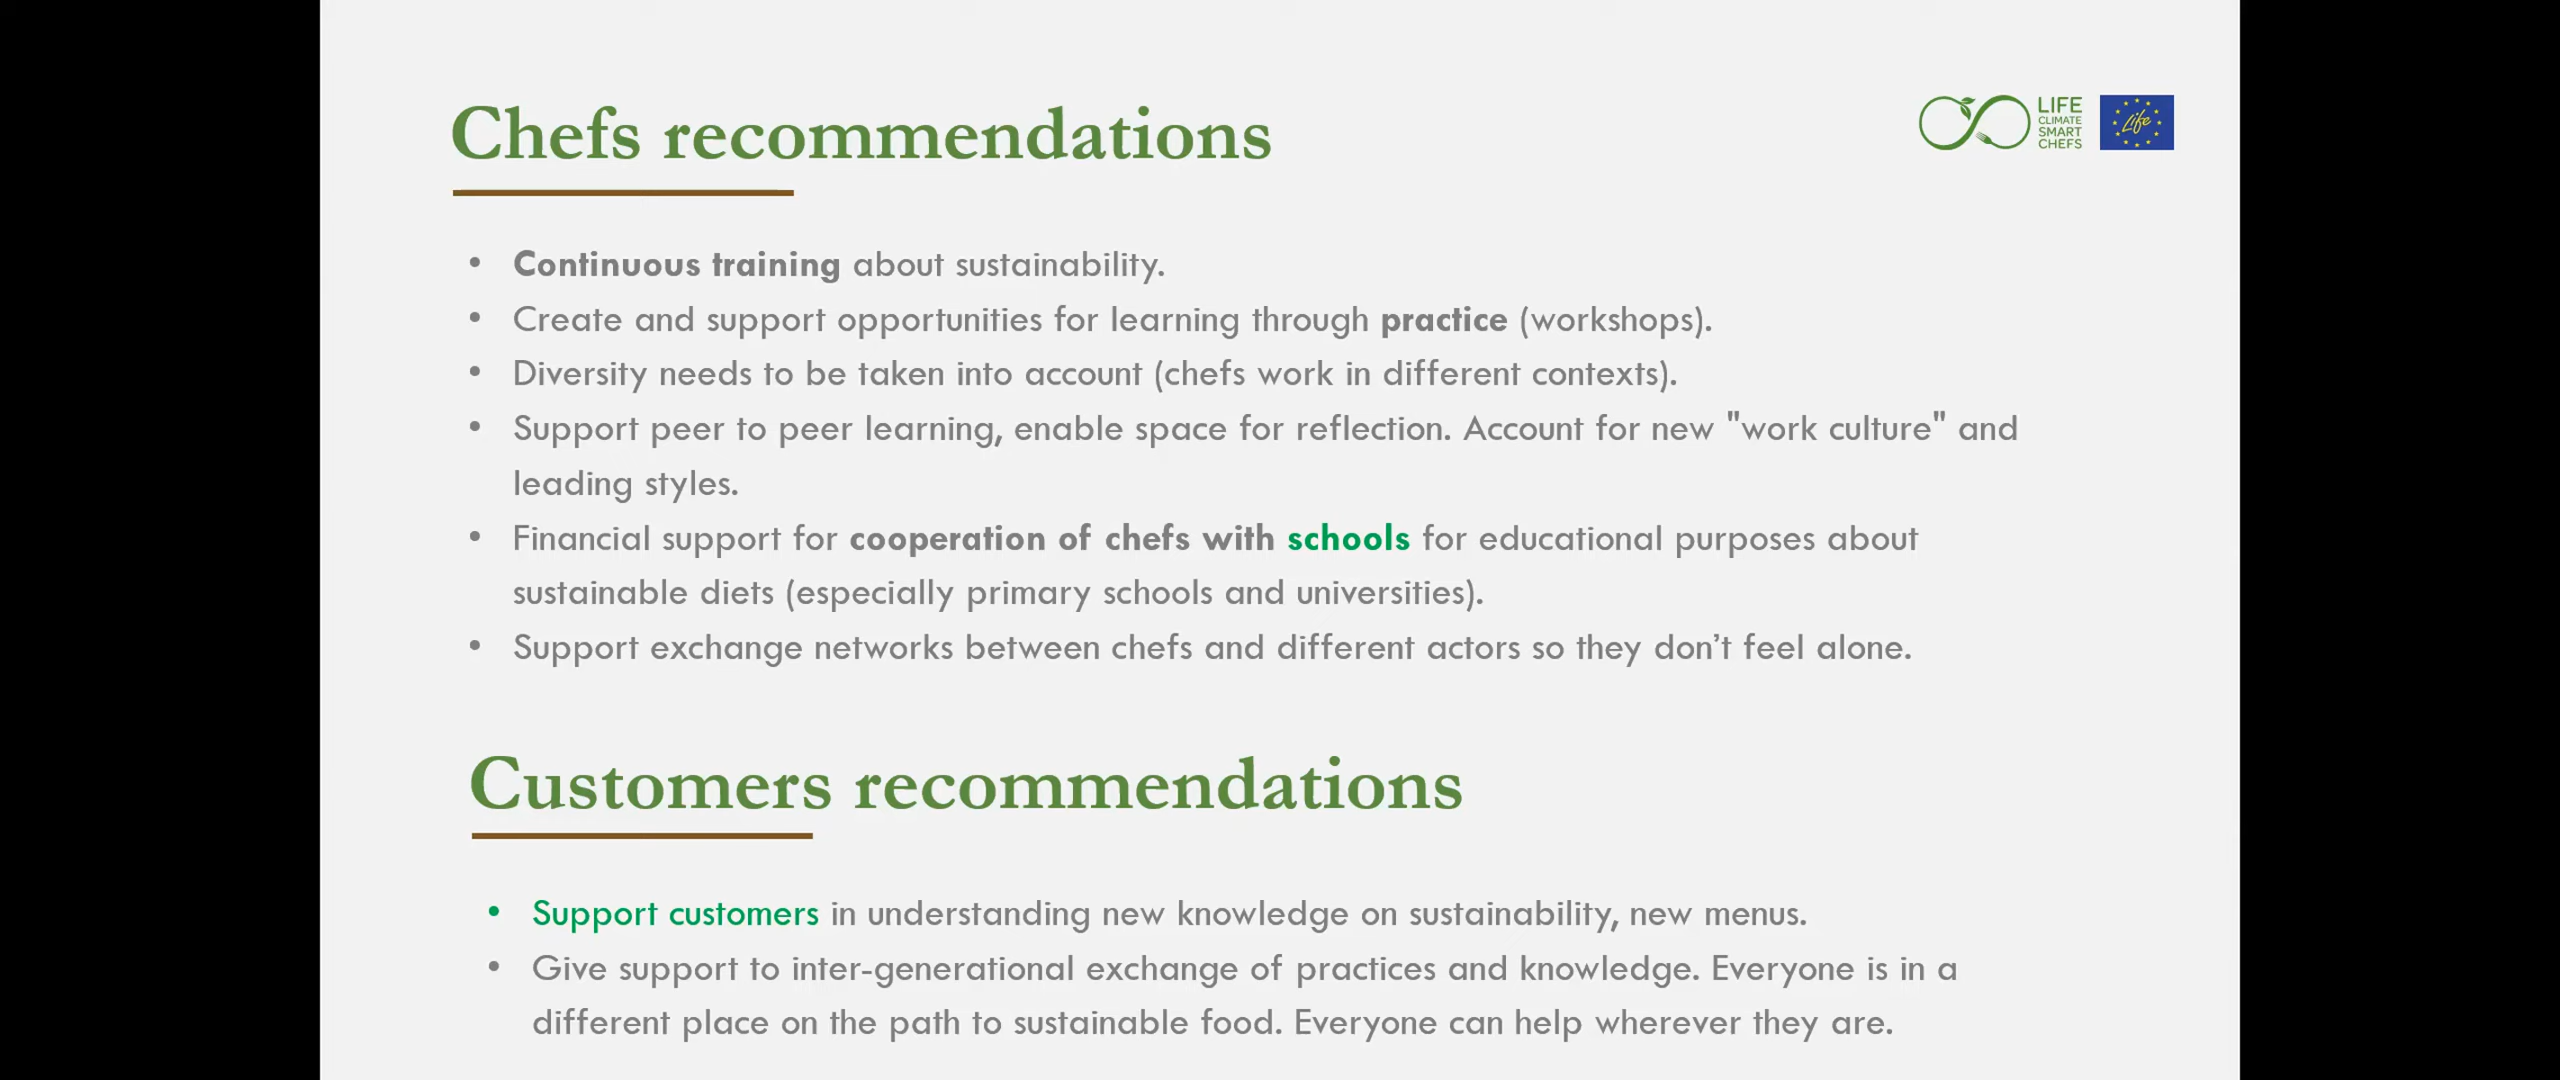 Chefs recommendations
LIFE
CLIMATE
SMART
CHEFS
Life
• Continuous training about sustainability.
• Create and support opportunities for learning through practice (workshops).
• Diversity needs to be taken into account (chefs work in different contexts).
• Support peer to peer learning, enable space for reflection. Account for new "work culture" and
leading styles.
• Financial support for cooperation of chefs with schools for educational purposes about
sustainable diets (especially primary schools and universities).
• Support exchange networks between chefs and different actors so they don’t feel alone.
Customers recommendations
• Support customers in understanding new knowledge on sustainability, new menus.
• Give support to inter-generational exchange of practices and knowledge. Everyone is in a
different place on the path to sustainable food. Everyone can help wherever they are.